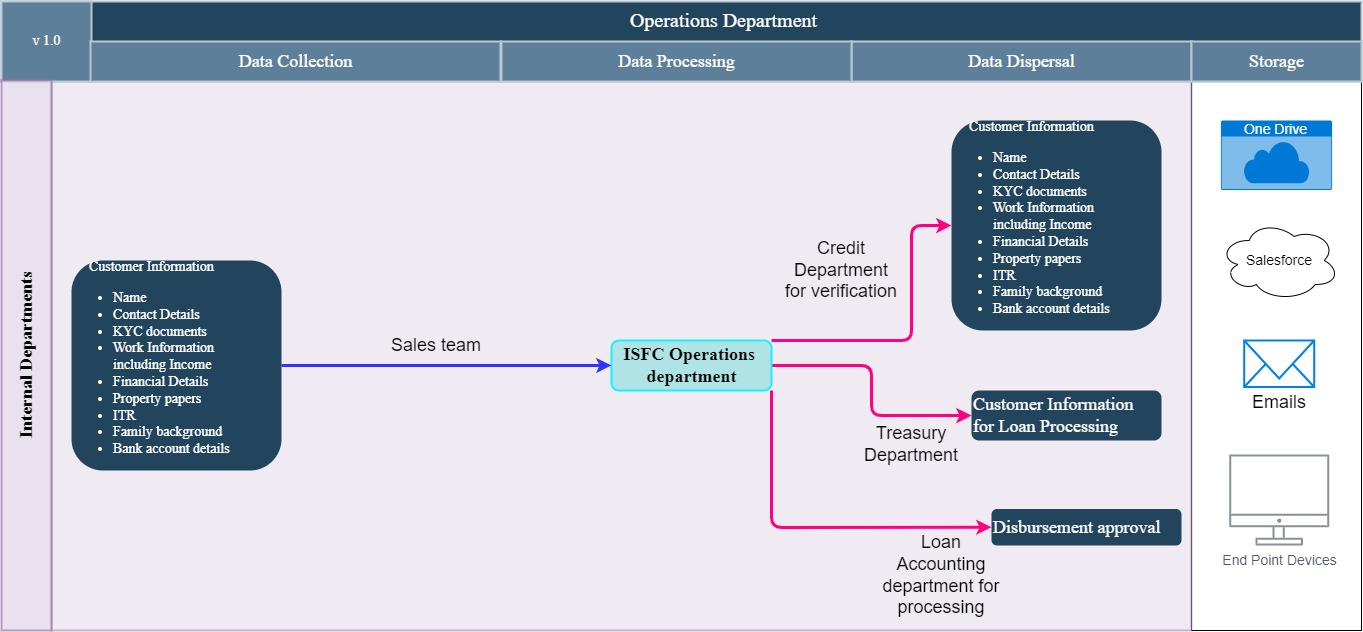 Operations Department
v 1.0
Data Collection
Data Processing
Data Dispersal
Storage
Internal Departments
Customer Information
• Name
• Contact Details
• KYC documents
• Work Information
including Income
• Financial Details
• Property papers
• ITR
• Family background
• Bank account details
Sales team
ISFC Operations
department
Credit
Department
for verification
Customer Information
• Name
• Contact Details
• KYC documents
• Work Information
including Income
• Financial Details
• Property papers
• ITR
• Family background
• Bank account details
Treasury
Department
Customer Information
for Loan Processing
Loan
Accounting
department for
processing
Disbursement approval
One Drive
Salesforce
Emails
End Point Devices